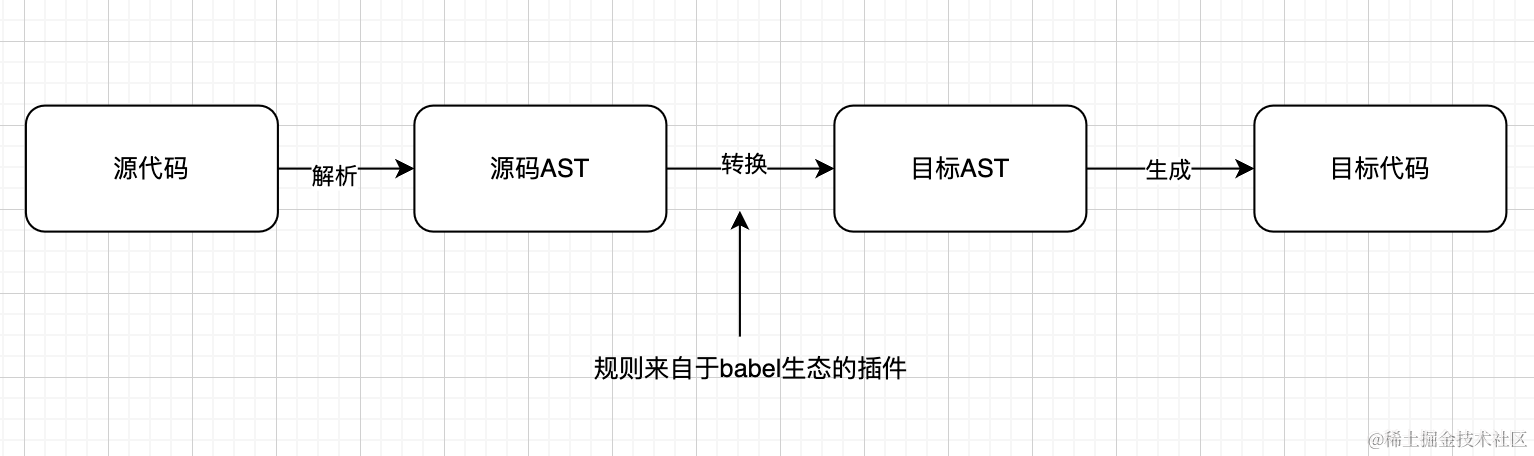 源代码
解析
源码AST
转换
目标AST
生成
目标代码
规则来自于babel生态的插件
@稀土掘金技术社区